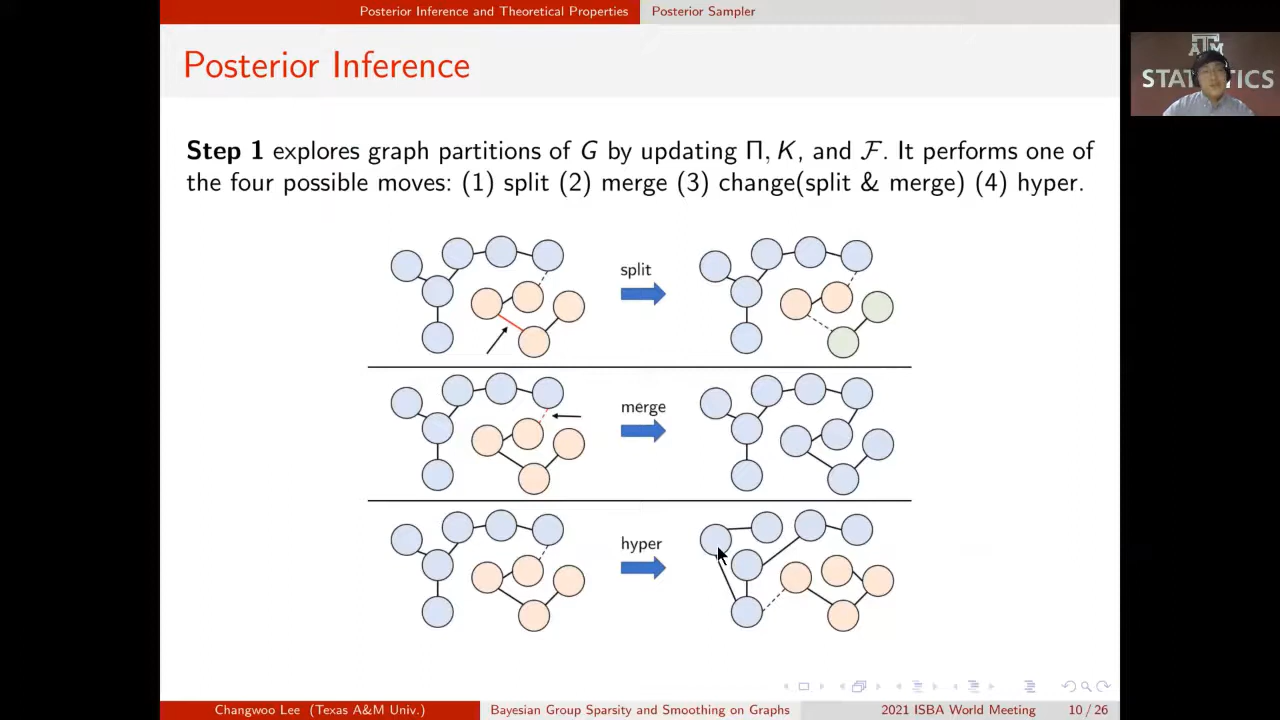 Posterior Inference and Theoretical Properties Posterior Sampler
Posterior Inference
A͟T͟M
STATISTICS
Step 1 explores graph partitions of G by updating Π, K, and ℱ. It performs one of
the four possible moves: (1) split (2) merge (3) change(split & merge) (4) hyper.
split
merge
hyper
Changwoo Lee (Texas A&M Univ.) Bayesian Group Sparsity and Smoothing on Graphs 2021 ISBA World Meeting 10 / 26